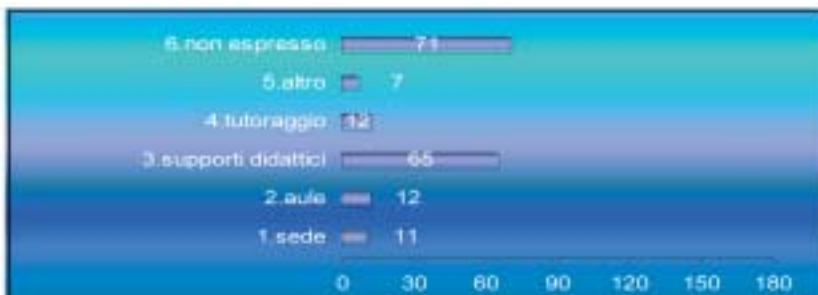 6.non espresso 71
5.altro 7
4.tutoraggio 12
3.supporti didattici 65
2.aule 12
1.sede 11
0 30 60 90 120 150 180